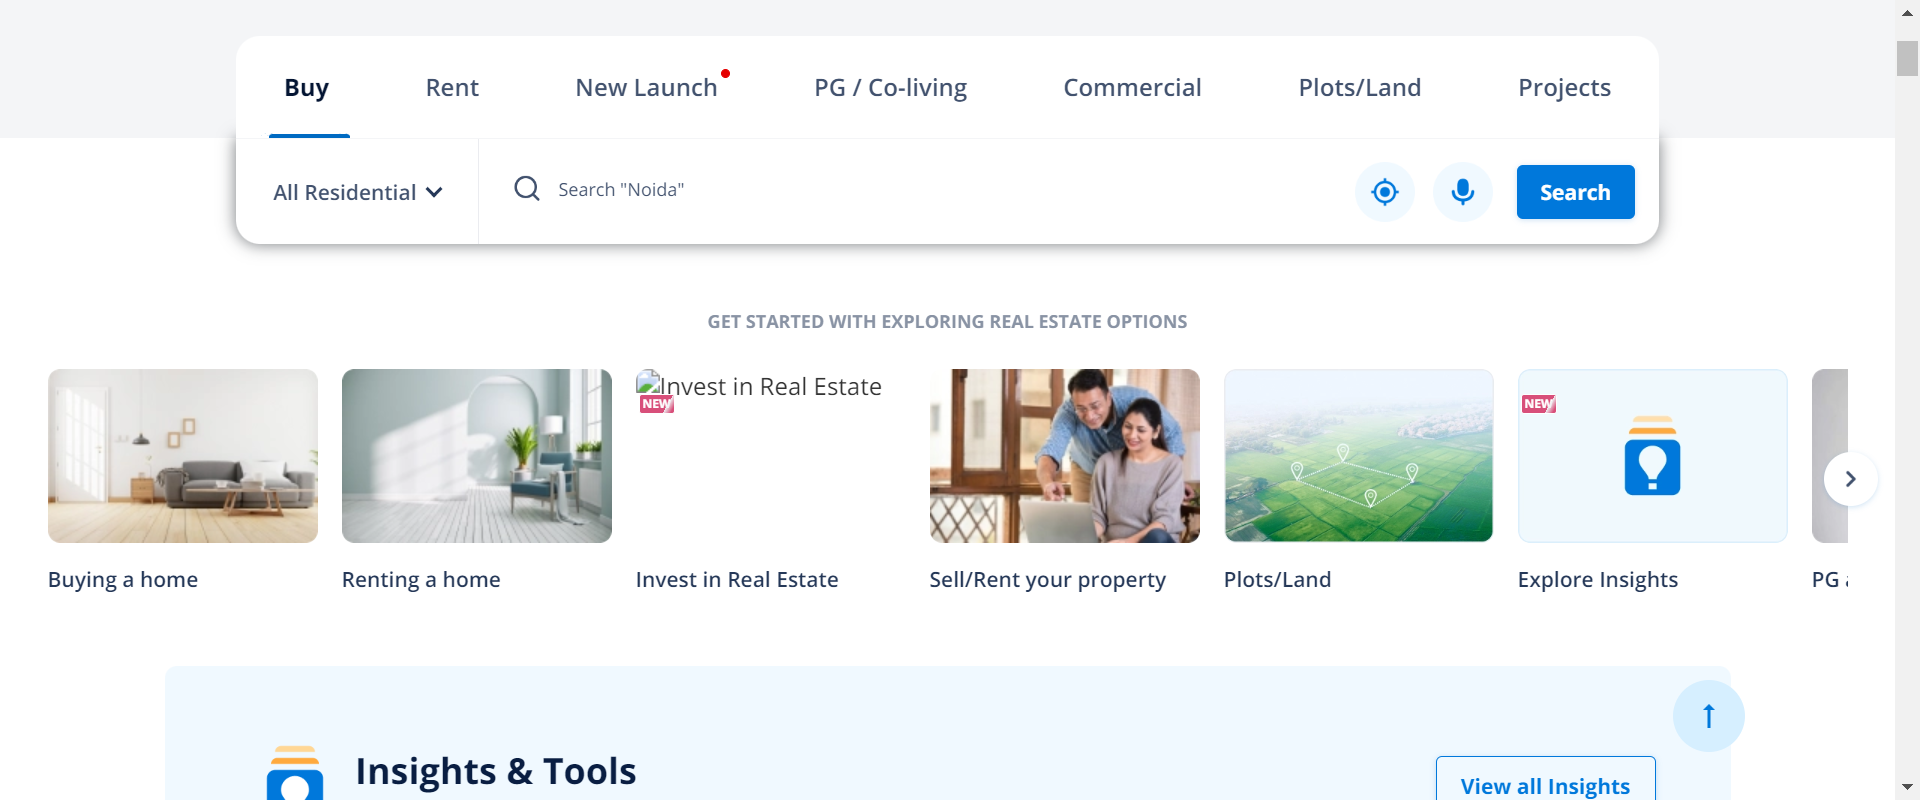 Buy Rent New Launch PG / Co-living Commercial Plots/Land Projects
All Residential Search "Noida" Search
GET STARTED WITH EXPLORING REAL ESTATE OPTIONS
Invest in Real Estate
NEW NEW
Buying a home Renting a home Invest in Real Estate Sell/Rent your property Plots/Land Explore Insights PG
Insights & Tools View all Insights